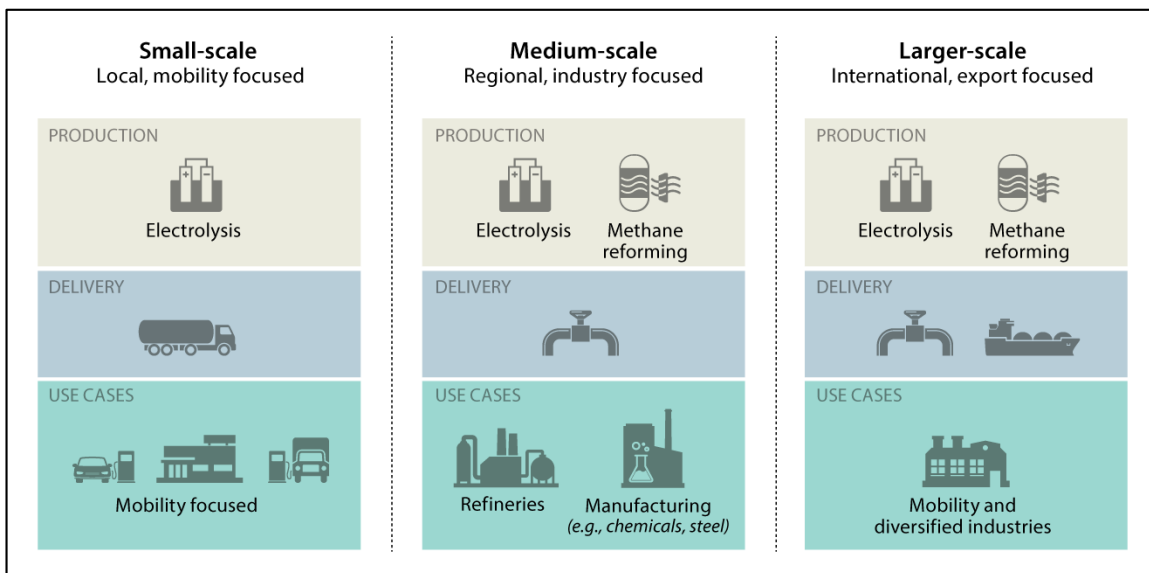 Small-scale
Local, mobility focused
PRODUCTION
Electrolysis
DELIVERY
USE CASES
Mobility focused
Medium-scale
Regional, industry focused
PRODUCTION
Electrolysis
Methane
reforming
DELIVERY
USE CASES
Refineries
Manufacturing
(e.g., chemicals, steel)
Larger-scale
International, export focused
PRODUCTION
Electrolysis
Methane
reforming
DELIVERY
USE CASES
Mobility and
diversified industries